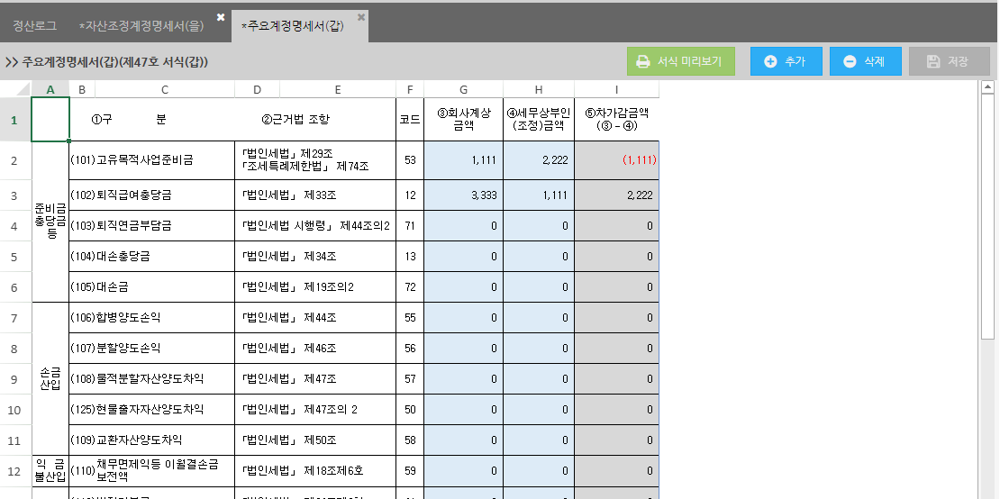 정산로그 *자산조정계정명세서(을) *주요계정명세서(갑)
>> 주요계정명세서(갑)(제47호 서식(갑)) 서식 미리보기 추가 삭제 저장
A B C D E F G H I
1 ①구 분 ②근거법 조항 코드 ③회사계상 금액 ④세무상부인 (조정)금액 ⑤차가감금액 (③-④)
준비금
충당금
등
2 (101)고유목적사업준비금 「법인세법」제29조 53 1,111 2,222 (1,111)
「조세특례제한법」 제74조
3 (102)퇴직급여충당금 「법인세법」 제33조 12 3,333 1,111 2,222
4 (103)퇴직연금부담금 「법인세법 시행령」 제44조의2 71 0 0 0
5 (104)대손충당금 「법인세법」 제34조 13 0 0 0
6 (105)대손금 「법인세법」 제19조의2 72 0 0 0
손금
산입
7 (106)합병양도손익 「법인세법」 제44조 55 0 0 0
8 (107)분할양도손익 「법인세법」 제46조 56 0 0 0
9 (108)물적분할자산양도차익 「법인세법」 제47조 57 0 0 0
10 (125)현물출자자산양도차익 「법인세법」 제47조의 2 50 0 0 0
11 (109)교환자산양도차익 「법인세법」 제50조 58 0 0 0
익 금
불산입
12 (110)채무면제익등 이월결손금 「법인세법」 제18조제6호 59 0 0 0
보전액